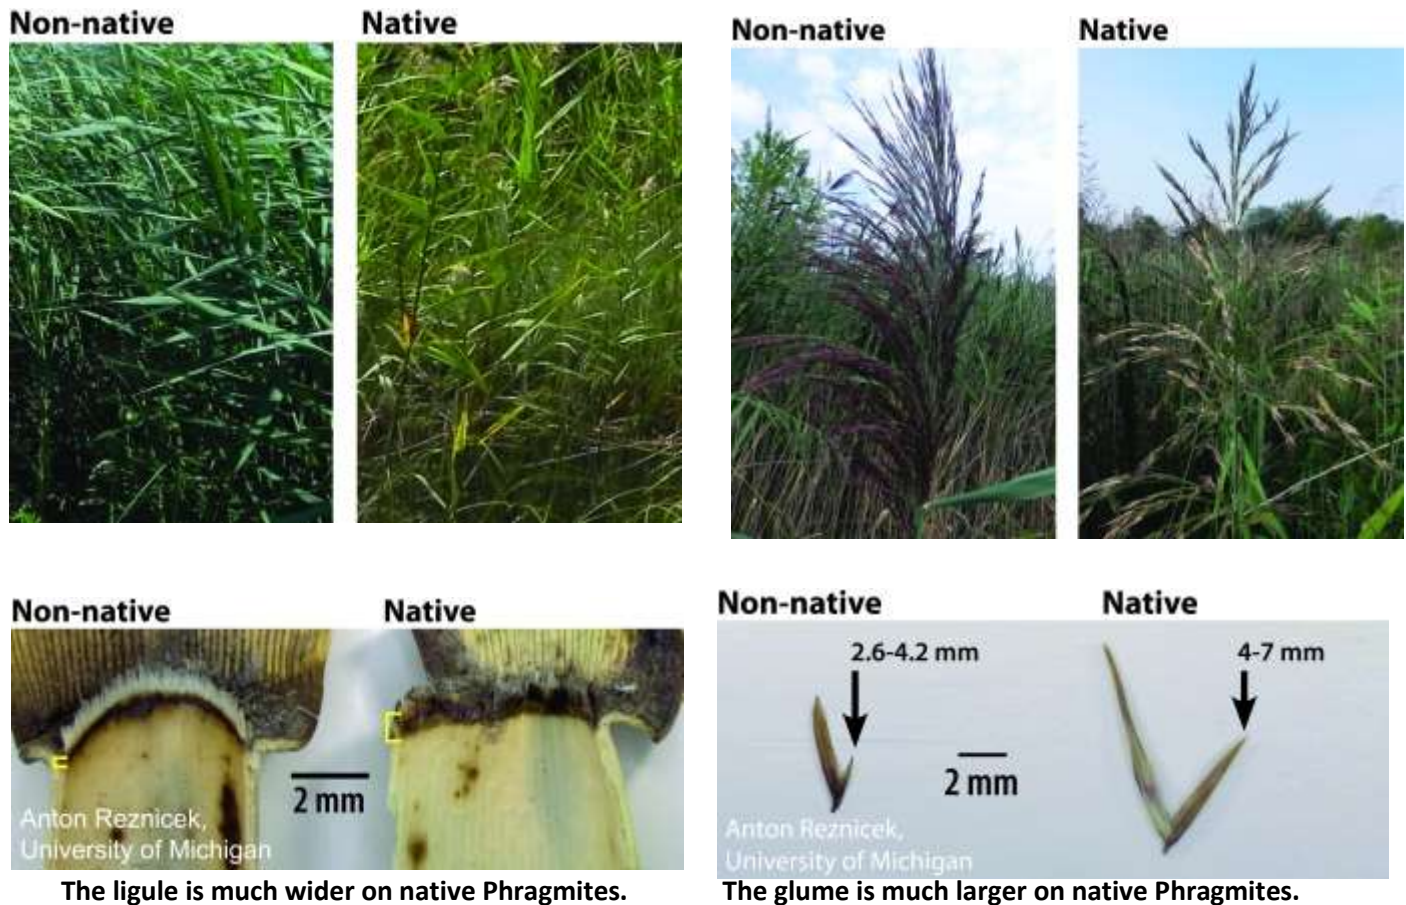 Non-native
Native
Non-native
Native
Non-native
Native
2 mm
Anton Reznicek,
University of Michigan
The ligule is much wider on native Phragmites.
Non-native
Native
2.6-4.2 mm
4-7 mm
2 mm
Anton Reznicek,
University of Michigan
The glume is much larger on native Phragmites.